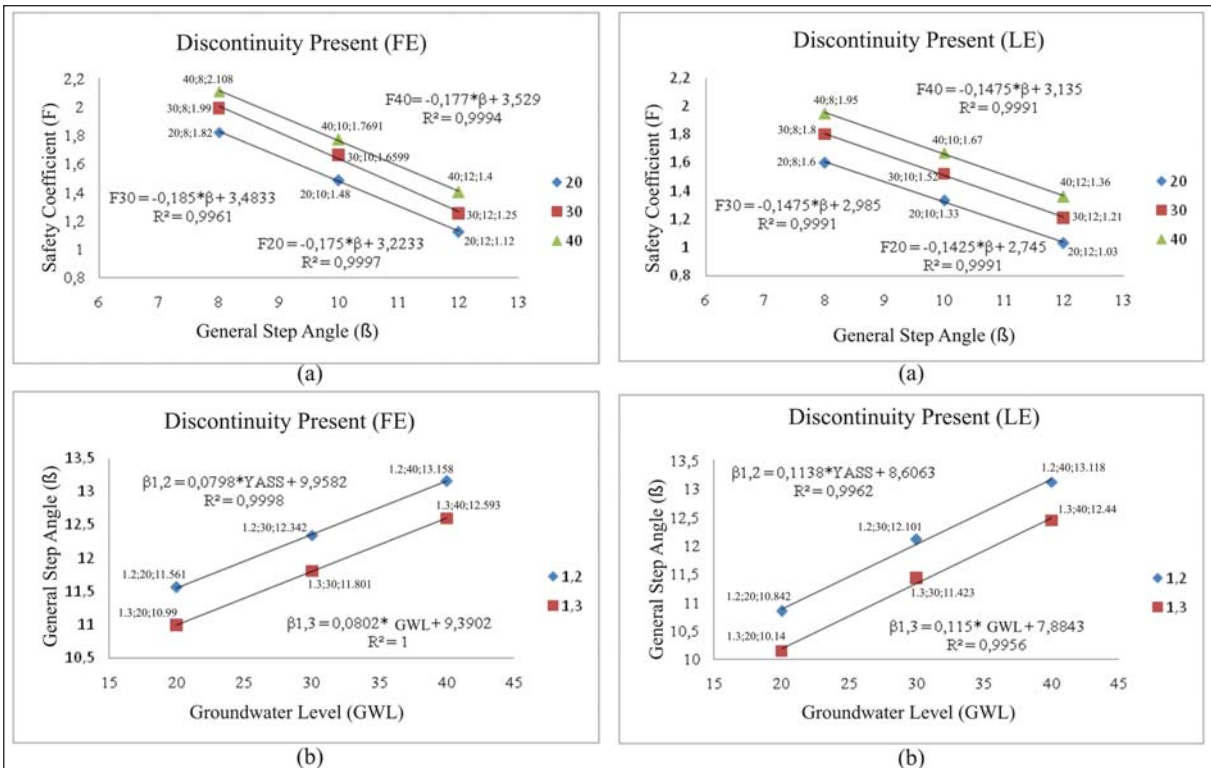 Discontinuity Present (FE)
Safety Coefficient (F)
2,2
2
1,8
1,6
1,4
1,2
1
0,8
40;8;2.108
30;8;1.99
20;8;1.82
F40=-0,177*β+3,529
R²=0,9994
40;10;1.7691
30;10;1.6599
20;10;1.48
40;12;1.4
30;12;1.25
20;12;1.12
F30=-0,185*β+3,4833
R²=0,9961
F20=-0,175*β+3,2233
R²=0,9997
20
30
40
6 7 8 9 10 11 12 13
General Step Angle (ß)
(a)
Discontinuity Present (LE)
Safety Coefficient (F)
2,2
2
1,8
1,6
1,4
1,2
1
0,8
F40=-0,1475*β+3,135
R²=0,9991
40;8;1.95
30;8;1.8
20;8;1.6
40;10;1.67
30;10;1.52
20;10;1.33
40;12;1.36
30;12;1.21
20;12;1.03
F30=-0,1475*β+2,985
R²=0,9991
F20=-0,1425*β+2,745
R²=0,9991
20
30
40
6 7 8 9 10 11 12 13
General Step Angle (ß)
(a)
Discontinuity Present (FE)
General Step Angle (ß)
13,5
13
12,5
12
11,5
11
10,5
β1,2=0,0798*YASS+9,9582
R²=0,9998
1.2;40;13.158
1.2;30;12.342
1.2;20;11.561
1.3;40;12.593
1.3;30;11.801
1.3;20;10.99
β1,3=0,0802* GWL+9,3902
R²=1
1,2
1,3
15 20 25 30 35 40 45
Groundwater Level (GWL)
(b)
Discontinuity Present (LE)
General Step Angle (ß)
13,5
13
12,5
12
11,5
11
10,5
10
β1,2=0,1138*YASS+8,6063
R²=0,9962
1.2;40;13.118
1.2;30;12.101
1.2;20;10.842
1.3;40;12.44
1.3;30;11.423
1.3;20;10.14
β1,3=0,115* GWL+7,8843
R²=0,9956
1,2
1,3
15 20 25 30 35 40 45
Groundwater Level (GWL)
(b)